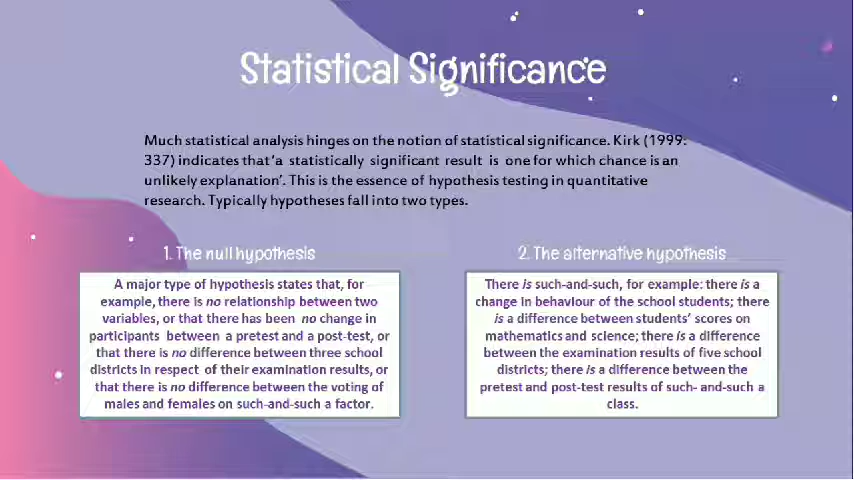 Statistical Significance
Much statistical analysis hinges on the notion of statistical significance. Kirk (1999:
337) indicates that‘a statistically significant result is one for which chance is an
unlikely explanation’. This is the essence of hypothesis testing in quantitative
research. Typically hypotheses fall into two types.
1. The null hypothesis
A major type of hypothesis states that, for
example, there is no relationship between two
variables, or that there has been no change in
participants between a pretest and a post-test, or
that there is no difference between three school
districts in respect of their examination results, or
that there is no difference between the voting of
males and females on such-and-such a factor.
2. The alternative hypothesis
There is such-and-such, for example: there is a
change in behaviour of the school students; there
is a difference between students’ scores on
mathematics and science; there is a difference
between the examination results of five school
districts; there is a difference between the
pretest and post-test results of such- and-such a
class.